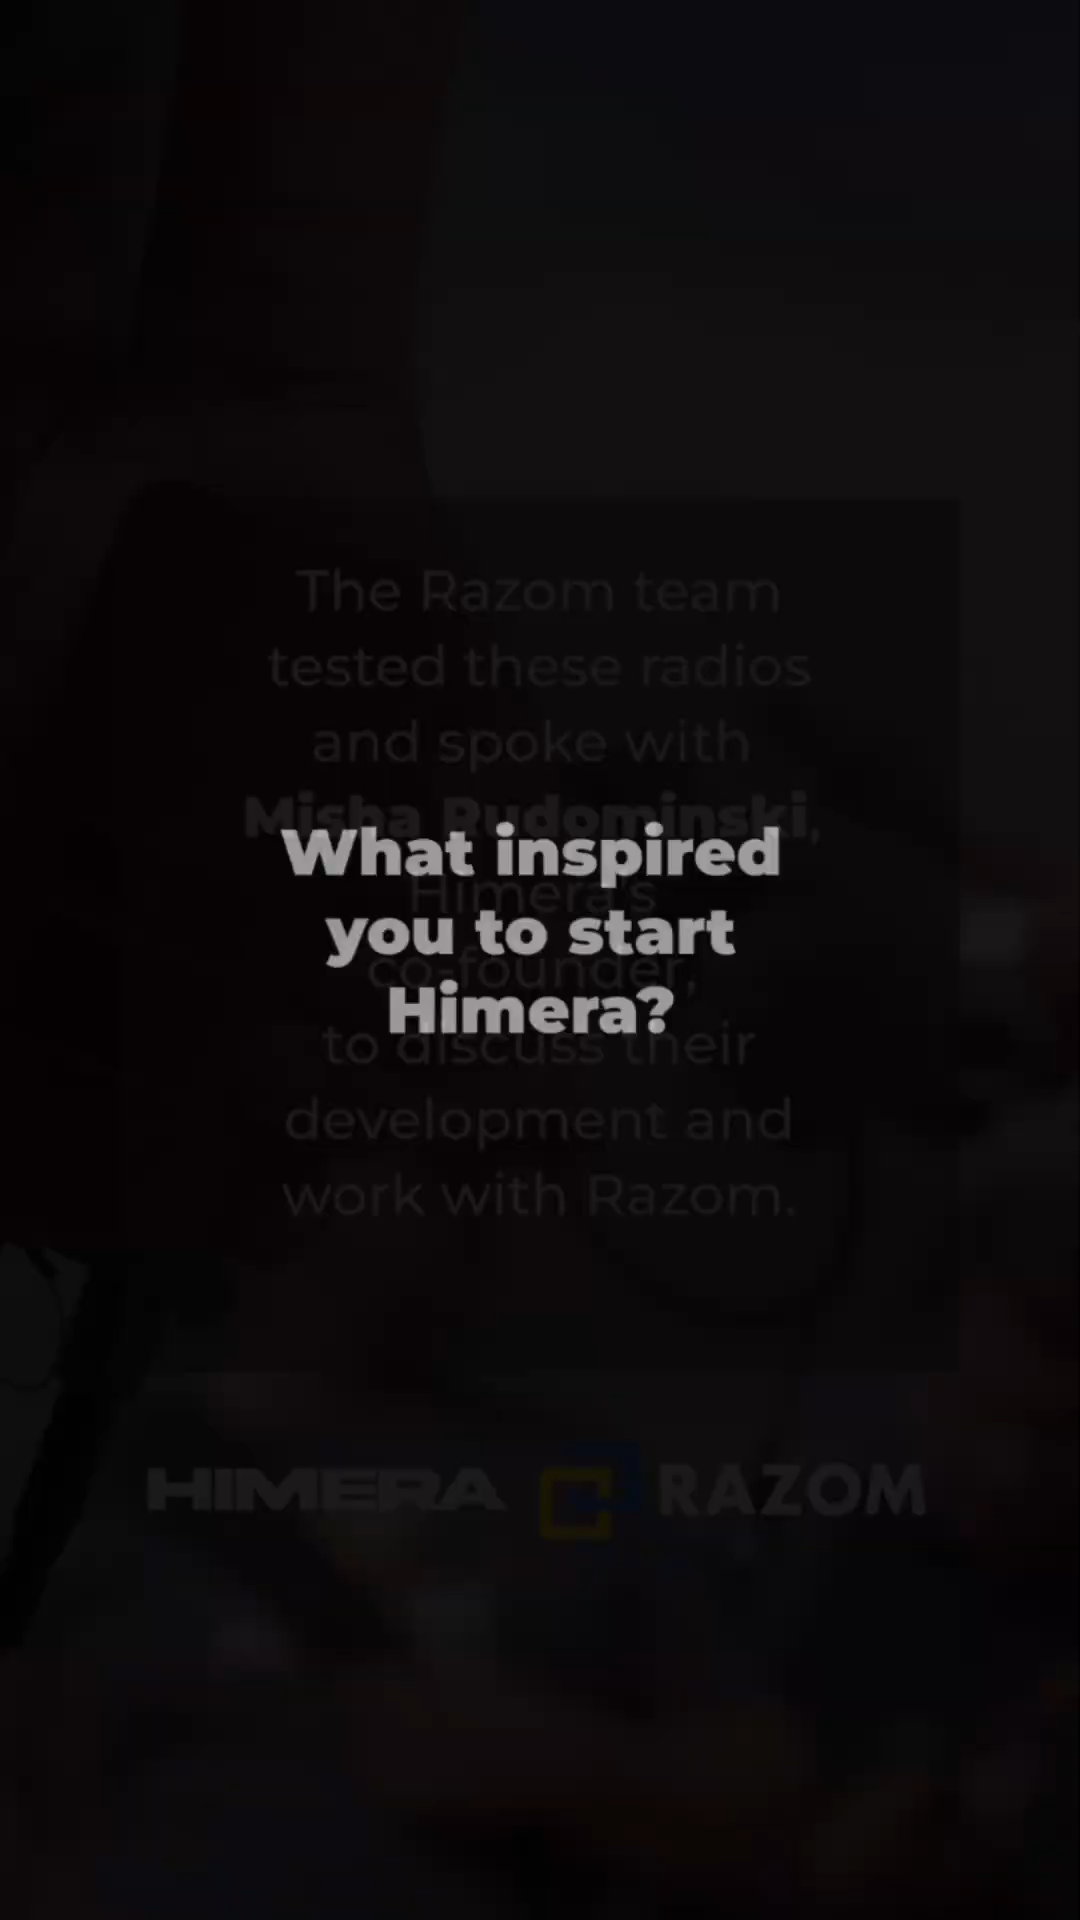 The Razom team
tested these radios
and spoke with
Misha Rudominski,
Himera's
co-founder,
to discuss their
development and
work with Razom.
What inspired
you to start
Himera?
HIMERA
RAZOM